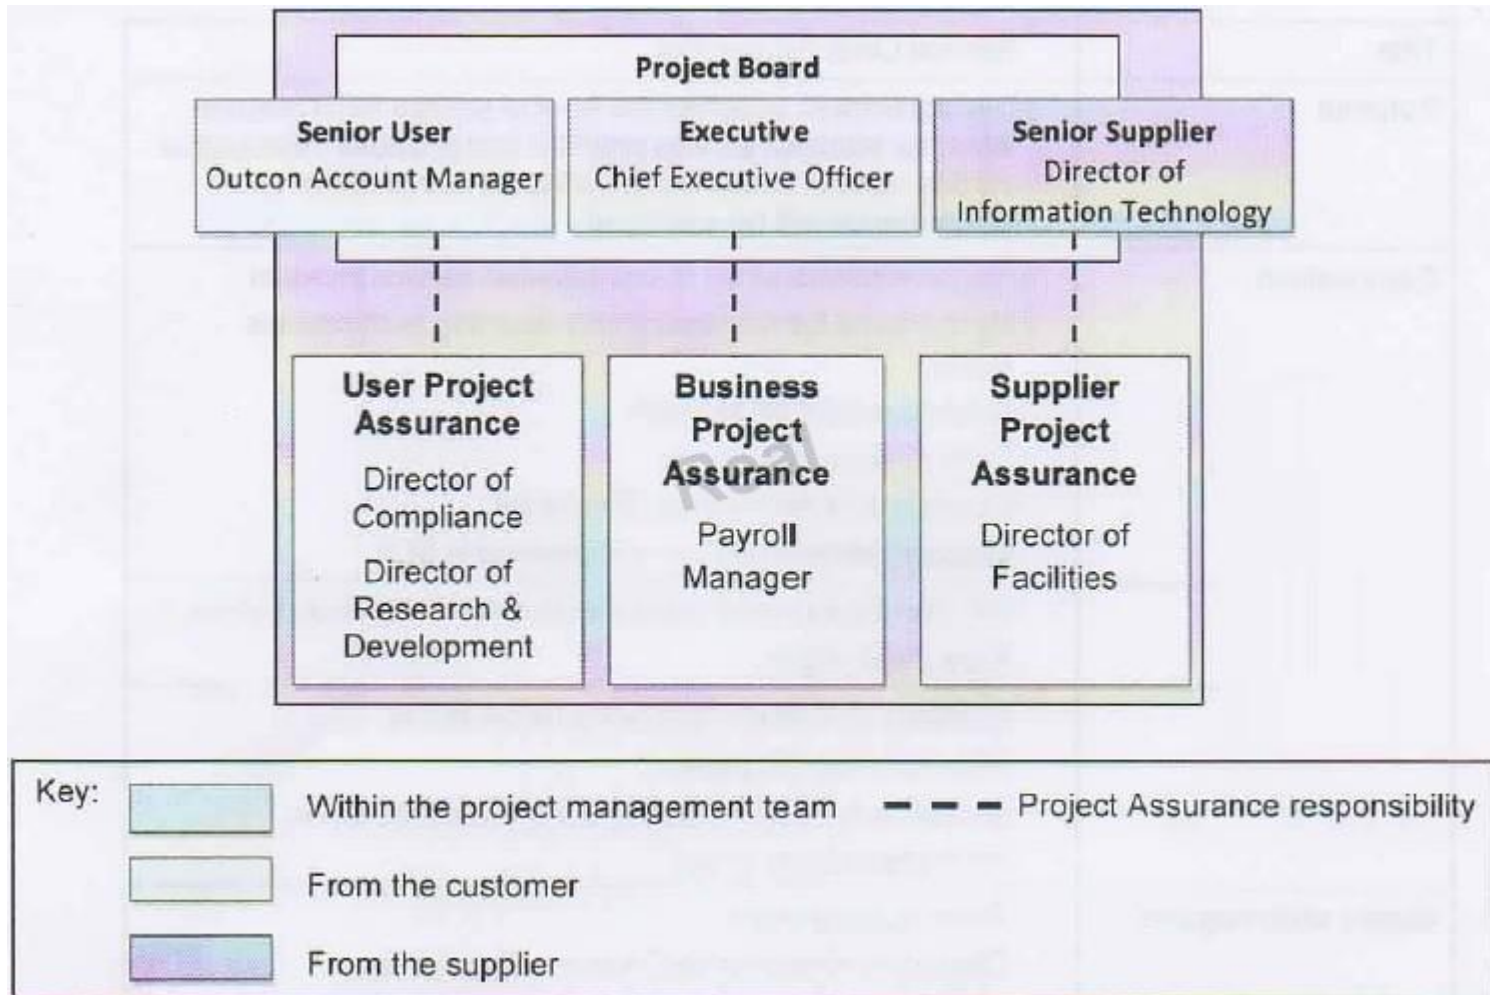 Project Board
Senior User
Outcon Account Manager
Executive
Chief Executive Officer
Senior Supplier
Director of
Information Technology
User Project
Assurance
Director of
Compliance
Director of
Research &
Development
Business
Project
Assurance
Payroll
Manager
Real
Supplier
Project
Assurance
Director of
Facilities
Key:
Within the project management team
Project Assurance responsibility
From the customer
From the supplier